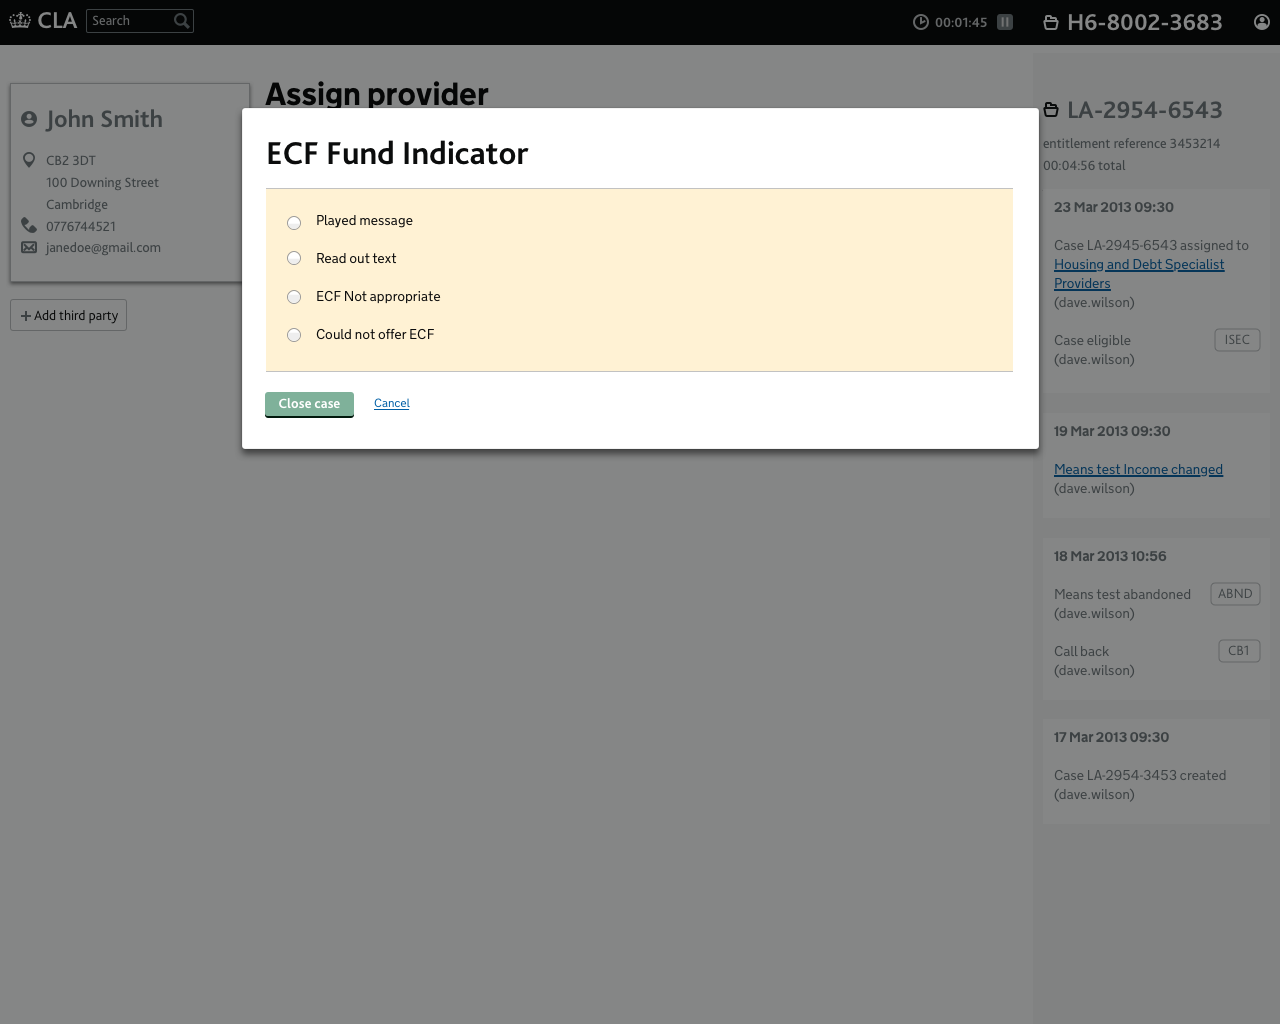 CLA
Search
00:01:45
H6-8002-3683
John Smith
CB2 3DT
100 Downing Street
Cambridge
0776744521
janedoe@gmail.com
Add third party
Assign provider
ECF Fund Indicator
Played message
Read out text
ECF Not appropriate
Could not offer ECF
Close case
Cancel
LA-2954-6543
entitlement reference 3453214
00:04:56 total
23 Mar 2013 09:30
Case LA-2945-6543 assigned to
Housing and Debt Specialist
Providers
(dave.wilson)
Case eligible
ISEC
(dave.wilson)
19 Mar 2013 09:30
Means test Income changed
(dave.wilson)
18 Mar 2013 10:56
Means test abandoned
ABND
(dave.wilson)
Call back
CB1
(dave.wilson)
17 Mar 2013 09:30
Case LA-2954-3453 created
(dave.wilson)